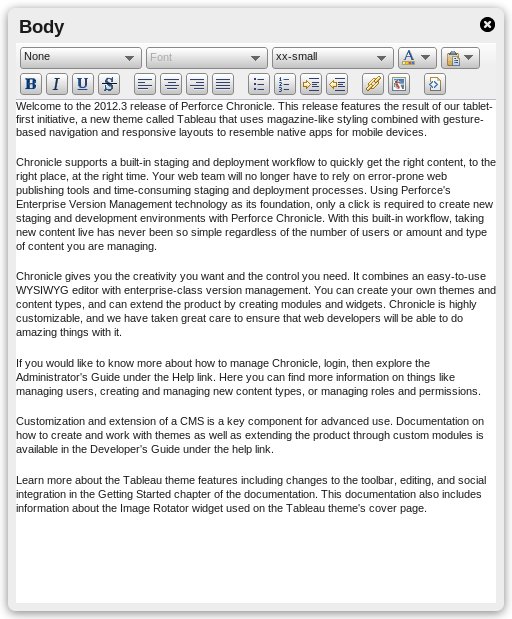 Body
None
Font
xx-small
A
B I U S
Welcome to the 2012.3 release of Perforce Chronicle. This release features the result of our tablet-
first initiative, a new theme called Tableau that uses magazine-like styling combined with gesture-
based navigation and responsive layouts to resemble native apps for mobile devices.
Chronicle supports a built-in staging and deployment workflow to quickly get the right content, to the
right place, at the right time. Your web team will no longer have to rely on error-prone web
publishing tools and time-consuming staging and deployment processes. Using Perforce's
Enterprise Version Management technology as its foundation, only a click is required to create new
staging and development environments with Perforce Chronicle. With this built-in workflow, taking
new content live has never been so simple regardless of the number of users or amount and type
of content you are managing.
Chronicle gives you the creativity you want and the control you need. It combines an easy-to-use
WYSIWYG editor with enterprise-class version management. You can create your own themes and
content types, and can extend the product by creating modules and widgets. Chronicle is highly
customizable, and we have taken great care to ensure that web developers will be able to do
amazing things with it.
If you would like to know more about how to manage Chronicle, login, then explore the
Administrator's Guide under the Help link. Here you can find more information on things like
managing users, creating and managing new content types, or managing roles and permissions.
Customization and extension of a CMS is a key component for advanced use. Documentation on
how to create and work with themes as well as extending the product through custom modules is
available in the Developer's Guide under the help link.
Learn more about the Tableau theme features including changes to the toolbar, editing, and social
integration in the Getting Started chapter of the documentation. This documentation also includes
information about the Image Rotator widget used on the Tableau theme's cover page.